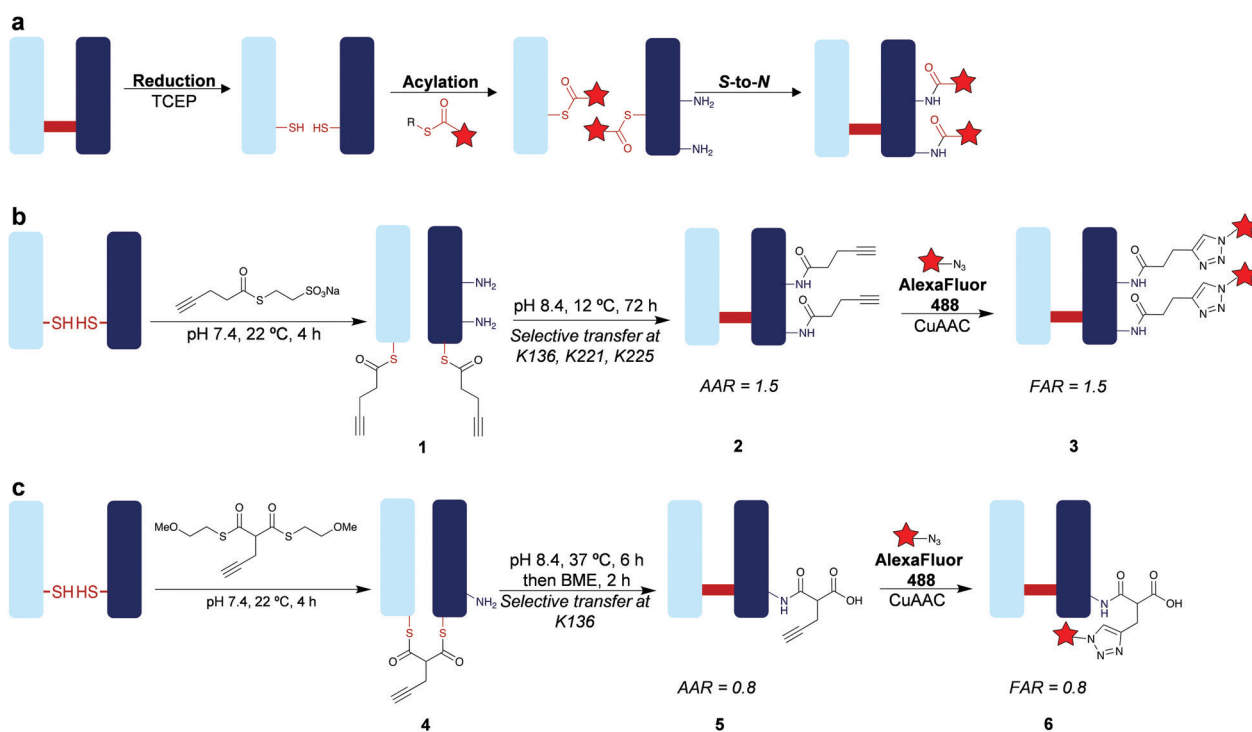 a
Reduction
TCEP
SH
HS
Acylation
R
S
O
O
S
S
O
NH2
NH2
S-to-N
O
NH
O
NH
b
SH HS
O
S
SO3Na
pH 7.4, 22 ºC, 4 h
NH2
NH2
S
S
O
O
1
pH 8.4, 12 ºC, 72 h
Selective transfer at
K136, K221, K225
O
NH
O
NH
AAR = 1.5
2
N3
AlexaFluor
488
CuAAC
O
NH
N
N
N
O
NH
N
N
N
FAR = 1.5
3
c
SH HS
MeO
S
O
O
S
OMe
pH 7.4, 22 ºC, 4 h
NH2
S
S
O
O
4
pH 8.4, 37 ºC, 6 h
then BME, 2 h
Selective transfer at
K136
O
O
N
H
OH
AAR = 0.8
5
N3
AlexaFluor
488
CuAAC
O
O
N
H
OH
N
N
N
FAR = 0.8
6